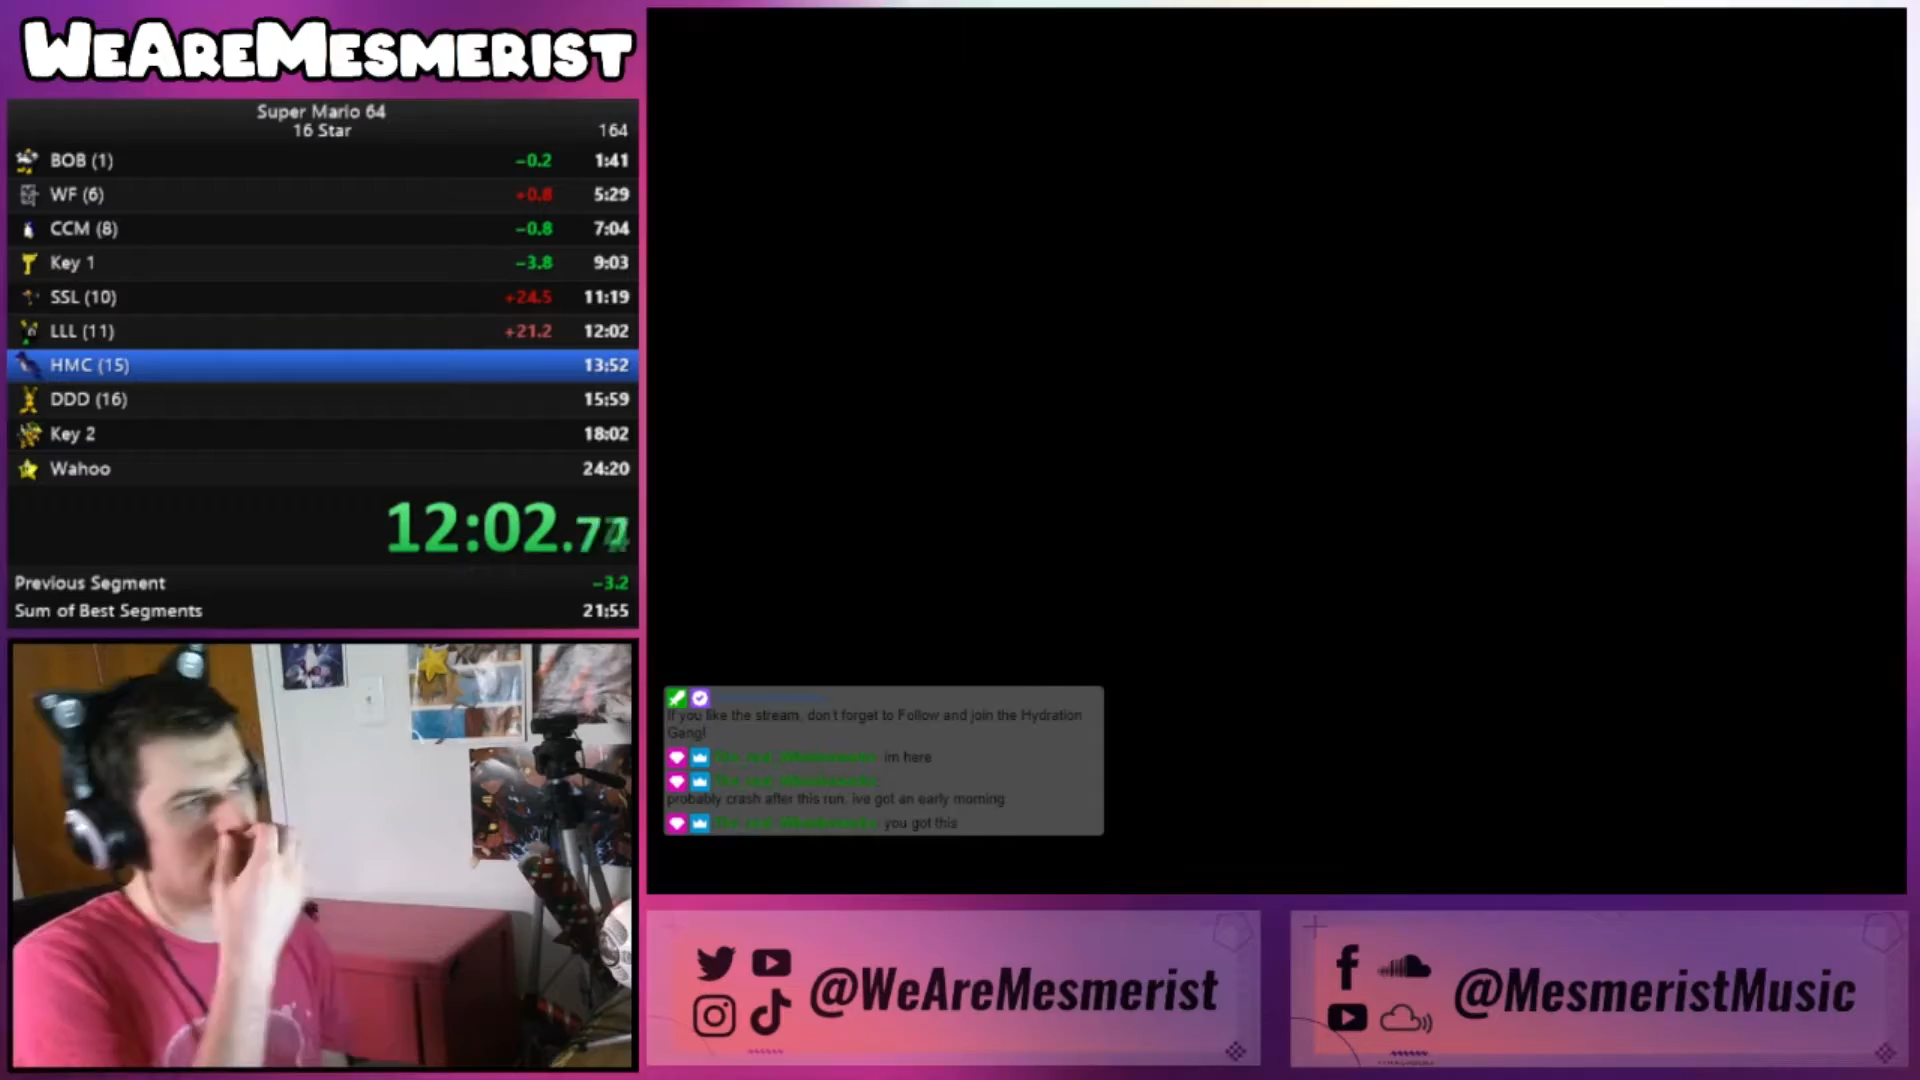 WEAREMESMERIST
Super Mario 64
16 Star 164
BOB (1) −0.2 1:41
WF (6) +0.8 5:29
CCM (8) −0.8 7:04
Key 1 −3.8 9:03
SSL (10) +24.5 11:19
LLL (11) +21.2 12:02
HMC (15) 13:52
DDD (16) 15:59
Key 2 18:02
Wahoo 24:20
12:02.7
Previous Segment −3.2
Sum of Best Segments 21:55
If you like the stream, don't forget to Follow and join the Hydration
Gang!
im here
probably crash after this run. ive got an early morning
you got this
@WeAreMesmerist
@MesmeristMusic